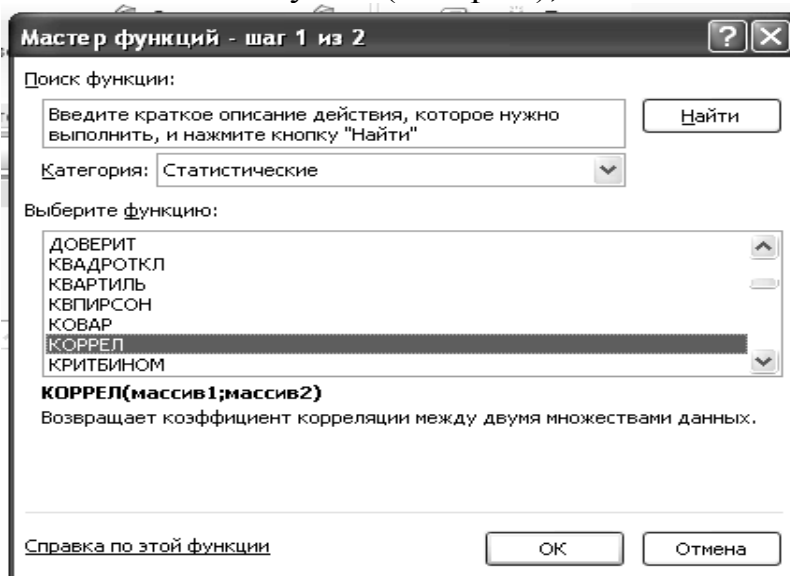 Мастер функций - шаг 1 из 2
Поиск функции:
Введите краткое описание действия, которое нужно
выполнить, и нажмите кнопку "Найти"
Найти
Категория: Статистические
Выберите функцию:
ДОВЕРИТ
КВАДРОТКЛ
КВАРТИЛЬ
КВПИРСОН
КОВАР
КОРРЕЛ
КРИТБИНОМ
КОРРЕЛ(массив1;массив2)
Возвращает коэффициент корреляции между двумя множествами данных.
Справка по этой функции
ОК
Отмена